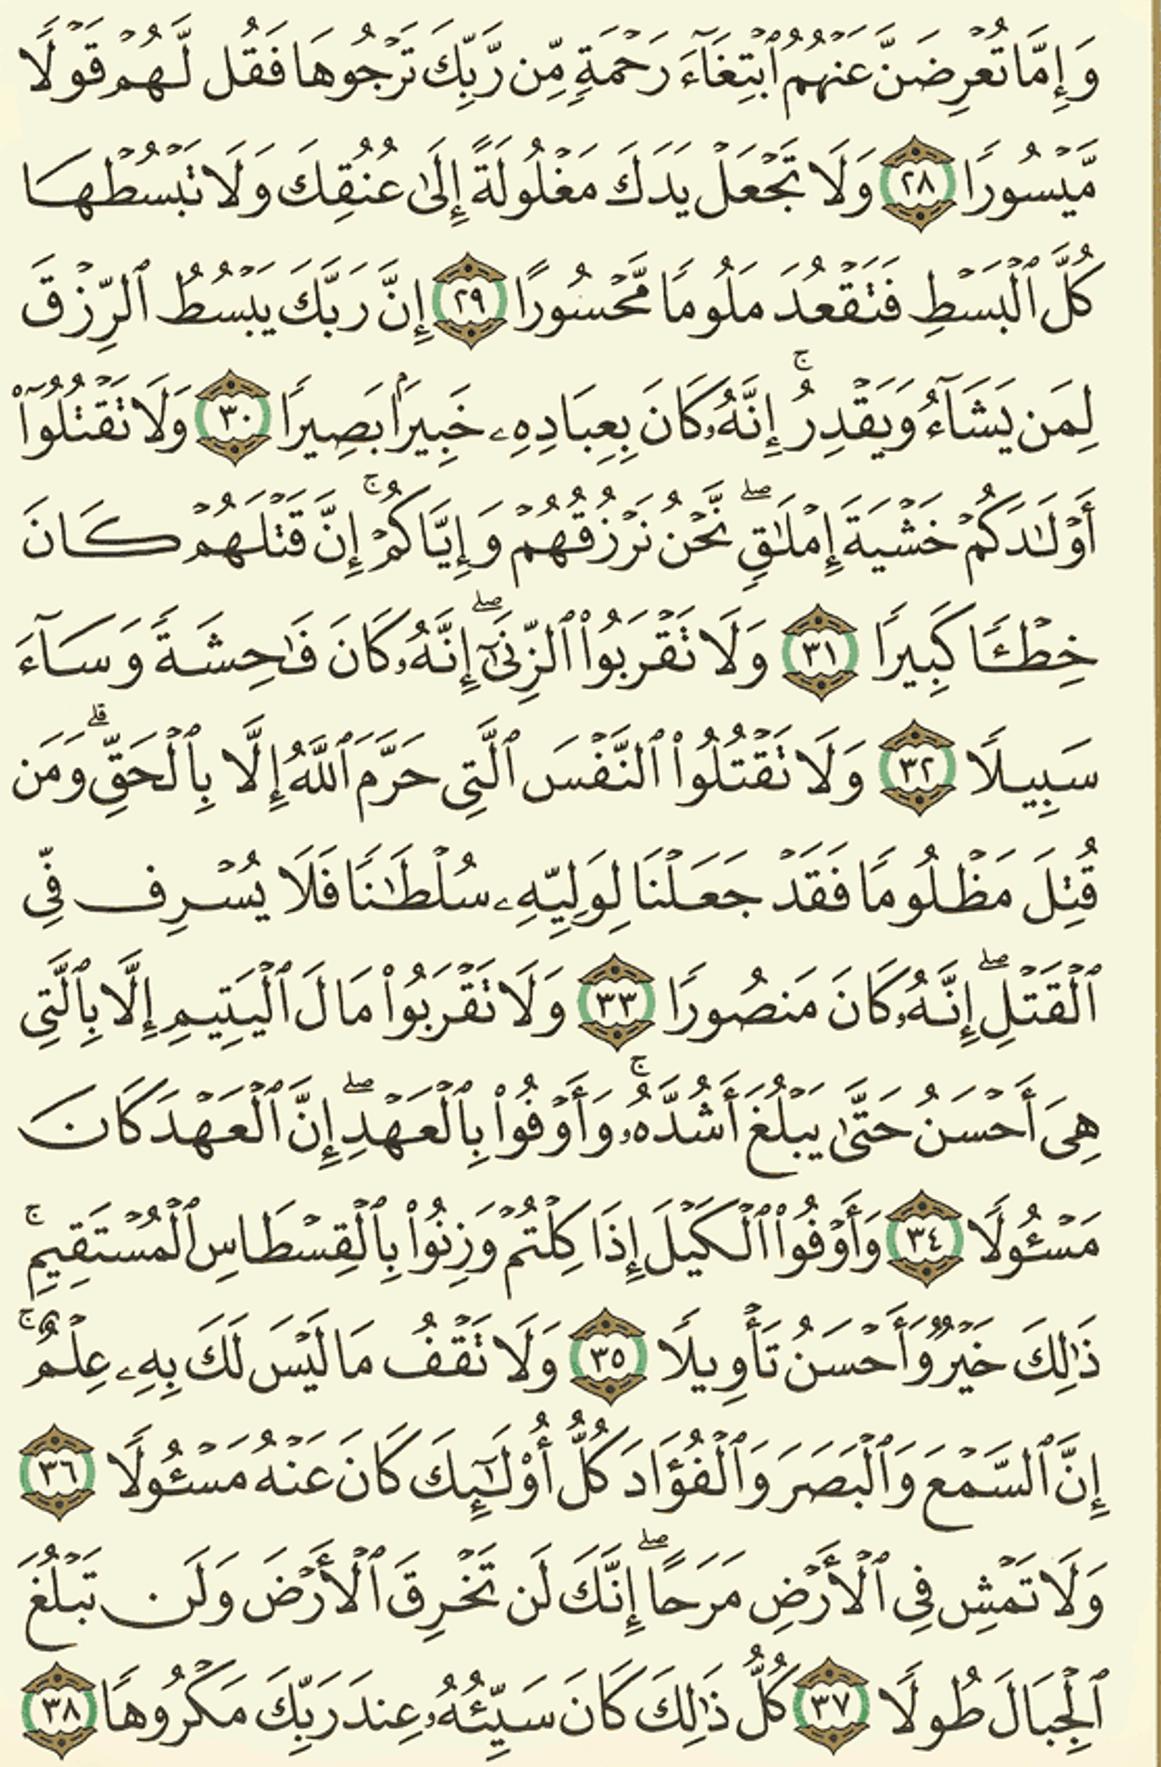 وَإِمَّا تُعْرِضَنَّ عَنْهُمُ ٱبْتِغَآءَ رَحْمَةٍ مِّن رَّبِّكَ تَرْجُوهَا فَقُل لَّهُمْ قَوْلًا
مَّيْسُورًا ٢٨ وَلَا تَجْعَلْ يَدَكَ مَغْلُولَةً إِلَىٰ عُنُقِكَ وَلَا تَبْسُطْهَا
كُلَّ ٱلْبَسْطِ فَتَقْعُدَ مَلُومًا مَّحْسُورًا ٢٩ إِنَّ رَبَّكَ يَبْسُطُ ٱلرِّزْقَ
لِمَن يَشَآءُ وَيَقْدِرُ ۚ إِنَّهُۥ كَانَ بِعِبَادِهِۦ خَبِيرًۢا بَصِيرًا ٣٠ وَلَا تَقْتُلُوٓا۟
أَوْلَـٰدَكُمْ خَشْيَةَ إِمْلَـٰقٍ ۖ نَّحْنُ نَرْزُقُهُمْ وَإِيَّاكُمْ ۚ إِنَّ قَتْلَهُمْ كَانَ
خِطْـًٔا كَبِيرًا ٣١ وَلَا تَقْرَبُوا۟ ٱلزِّنَىٰٓ ۖ إِنَّهُۥ كَانَ فَـٰحِشَةً وَسَآءَ
سَبِيلًا ٣٢ وَلَا تَقْتُلُوا۟ ٱلنَّفْسَ ٱلَّتِى حَرَّمَ ٱللَّهُ إِلَّا بِٱلْحَقِّ ۗ وَمَن
قُتِلَ مَظْلُومًا فَقَدْ جَعَلْنَا لِوَلِيِّهِۦ سُلْطَـٰنًا فَلَا يُسْرِف فِّى
ٱلْقَتْلِ ۖ إِنَّهُۥ كَانَ مَنصُورًا ٣٣ وَلَا تَقْرَبُوا۟ مَالَ ٱلْيَتِيمِ إِلَّا بِٱلَّتِى
هِىَ أَحْسَنُ حَتَّىٰ يَبْلُغَ أَشُدَّهُۥ ۚ وَأَوْفُوا۟ بِٱلْعَهْدِ ۖ إِنَّ ٱلْعَهْدَ كَانَ
مَسْـُٔولًا ٣٤ وَأَوْفُوا۟ ٱلْكَيْلَ إِذَا كِلْتُمْ وَزِنُوا۟ بِٱلْقِسْطَاسِ ٱلْمُسْتَقِيمِ ۚ
ذَٰلِكَ خَيْرٌ وَأَحْسَنُ تَأْوِيلًا ٣٥ وَلَا تَقْفُ مَا لَيْسَ لَكَ بِهِۦ عِلْمٌ ۚ
إِنَّ ٱلسَّمْعَ وَٱلْبَصَرَ وَٱلْفُؤَادَ كُلُّ أُو۟لَـٰٓئِكَ كَانَ عَنْهُ مَسْـُٔولًا ٣٦
وَلَا تَمْشِ فِى ٱلْأَرْضِ مَرَحًا ۖ إِنَّكَ لَن تَخْرِقَ ٱلْأَرْضَ وَلَن تَبْلُغَ
ٱلْجِبَالَ طُولًا ٣٧ كُلُّ ذَٰلِكَ كَانَ سَيِّئُهُۥ عِندَ رَبِّكَ مَكْرُوهًا ٣٨